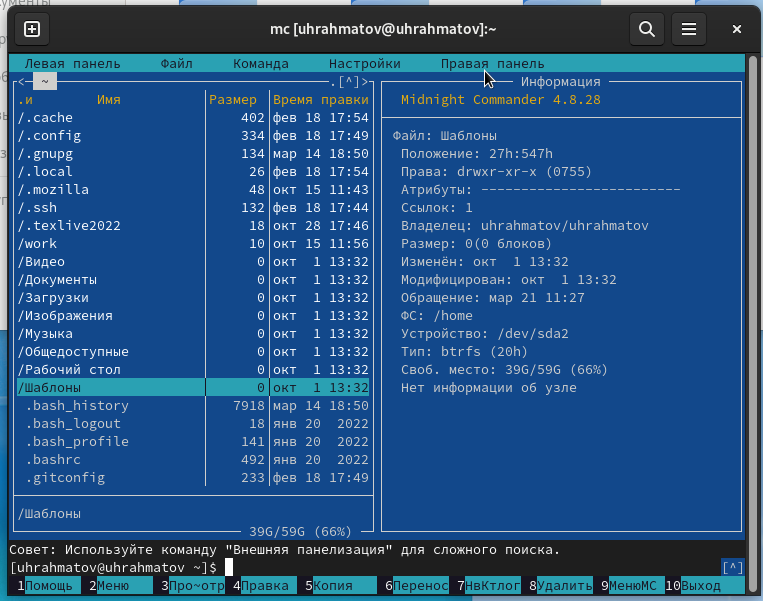 mc [uhrahmatov@uhrahmatov]:~
Левая панель Файл Команда Настройки Правая панель
<─ ~ .[^]>
.и Имя Размер Время правки
/.cache 402 фев 18 17:54
/.config 334 фев 18 17:49
/.gnupg 134 мар 14 18:50
/.local 26 фев 18 17:54
/.mozilla 48 окт 15 11:43
/.ssh 132 фев 18 17:44
/.texlive2022 18 окт 28 17:46
/work 10 окт 15 11:56
/Видео 0 окт 1 13:32
/Документы 0 окт 1 13:32
/Загрузки 0 окт 1 13:32
/Изображения 0 окт 1 13:32
/Музыка 0 окт 1 13:32
/Общедоступные 0 окт 1 13:32
/Рабочий стол 0 окт 1 13:32
/Шаблоны 0 окт 1 13:32
.bash_history 7918 мар 14 18:50
.bash_logout 18 янв 20 2022
.bash_profile 141 янв 20 2022
.bashrc 492 янв 20 2022
.gitconfig 233 фев 18 17:49
/Шаблоны
39G/59G (66%)
Информация
Midnight Commander 4.8.28
Файл: Шаблоны
Положение: 27h:547h
Права: drwxr-xr-x (0755)
Атрибуты: -------------------------
Ссылок: 1
Владелец: uhrahmatov/uhrahmatov
Размер: 0(0 блоков)
Изменён: окт 1 13:32
Модифицирован: окт 1 13:32
Обращение: мар 21 11:27
ФС: /home
Устройство: /dev/sda2
Тип: btrfs (20h)
Своб. место: 39G/59G (66%)
Нет информации об узле
Совет: Используйте команду "Внешняя панелизация" для сложного поиска.
[uhrahmatov@uhrahmatov ~]$ [^]
1Помощь 2Меню 3Про~отр 4Правка 5Копия 6Перенос 7НвКтлог 8Удалить 9МенюМС 10Выход